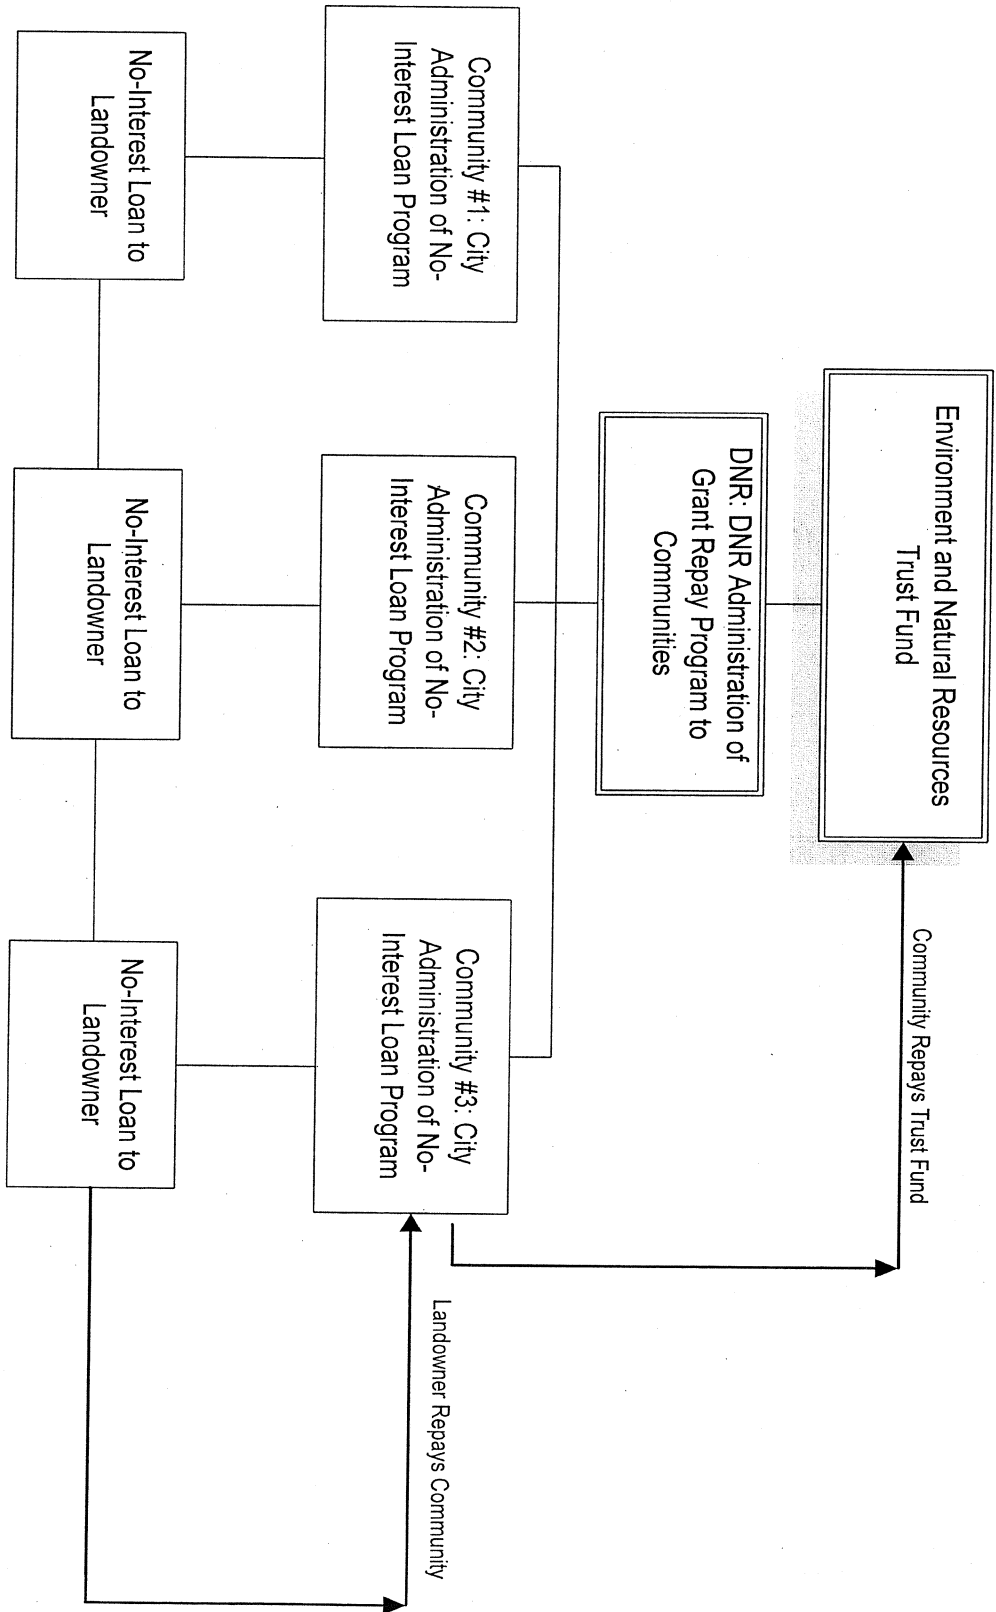 Environment and Natural Resources
Trust Fund
Community Repays Trust Fund
DNR: DNR Administration of
Grant Repay Program to
Communities
Community #1: City
Administration of No-
Interest Loan Program
Community #2: City
Administration of No-
Interest Loan Program
Community #3: City
Administration of No-
Interest Loan Program
Landowner Repays Community
No-Interest Loan to
Landowner
No-Interest Loan to
Landowner
No-Interest Loan to
Landowner